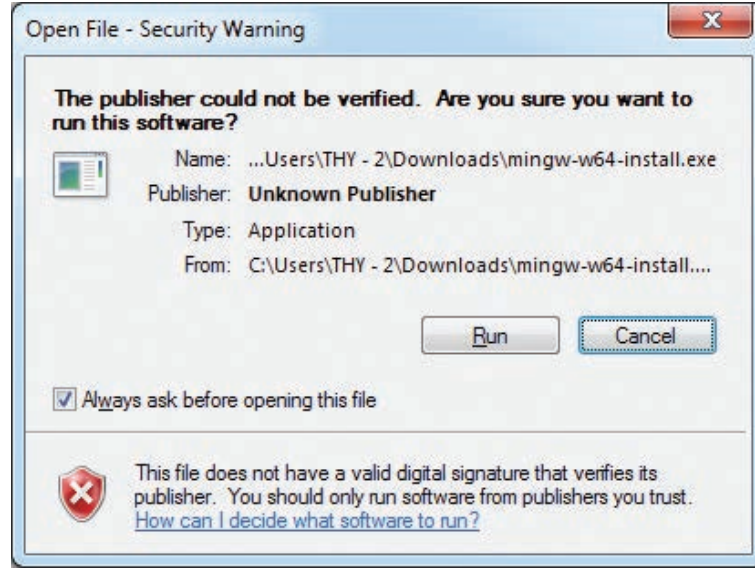 Open File - Security Warning
The publisher could not be verified. Are you sure you want to
run this software?
Name: ...Users\THY - 2\Downloads\mingw-w64-install.exe
Publisher: Unknown Publisher
Type: Application
From: C:\Users\THY - 2\Downloads\mingw-w64-install....
Run Cancel
Always ask before opening this file
This file does not have a valid digital signature that verifies its
publisher. You should only run software from publishers you trust.
How can I decide what software to run?